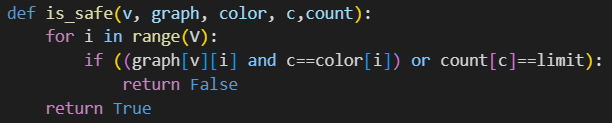 def is_safe(v, graph, color, c,count):
    for i in range(V):
        if ((graph[v][i] and c==color[i]) or count[c]==limit):
            return False
    return True